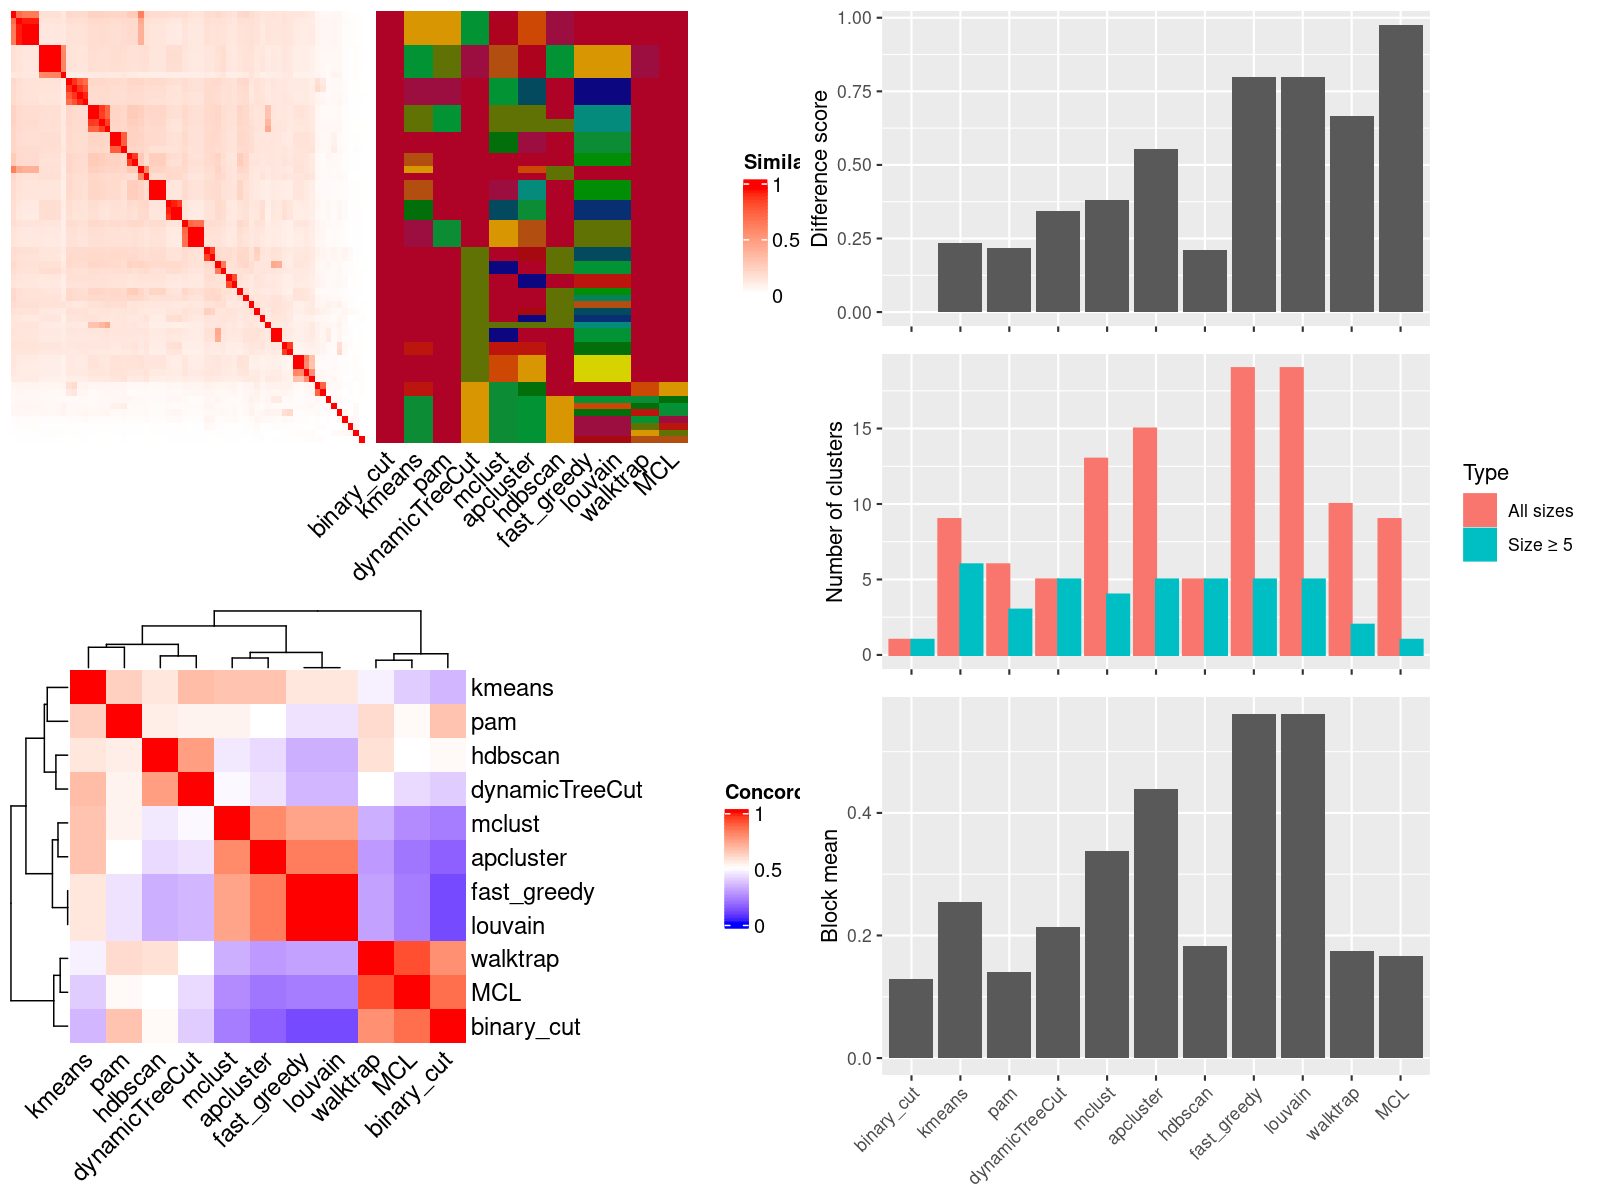 Simila
1
0.5
0
binary_cut
kmeans
pam
dynamicTreeCut
mclust
apcluster
hdbscan
fast_greedy
louvain
walktrap
MCL
kmeans
pam
hdbscan
dynamicTreeCut
mclust
apcluster
fast_greedy
louvain
walktrap
MCL
binary_cut
Concord
1
0.5
0
kmeans
pam
hdbscan
dynamicTreeCut
mclust
apcluster
fast_greedy
louvain
walktrap
MCL
binary_cut
Difference score
1.00
0.75
0.50
0.25
0.00
Number of clusters
15
10
5
0
Type
All sizes
Size ≥ 5
Block mean
0.4
0.2
0.0
binary_cut
kmeans
pam
dynamicTreeCut
mclust
apcluster
hdbscan
fast_greedy
louvain
walktrap
MCL